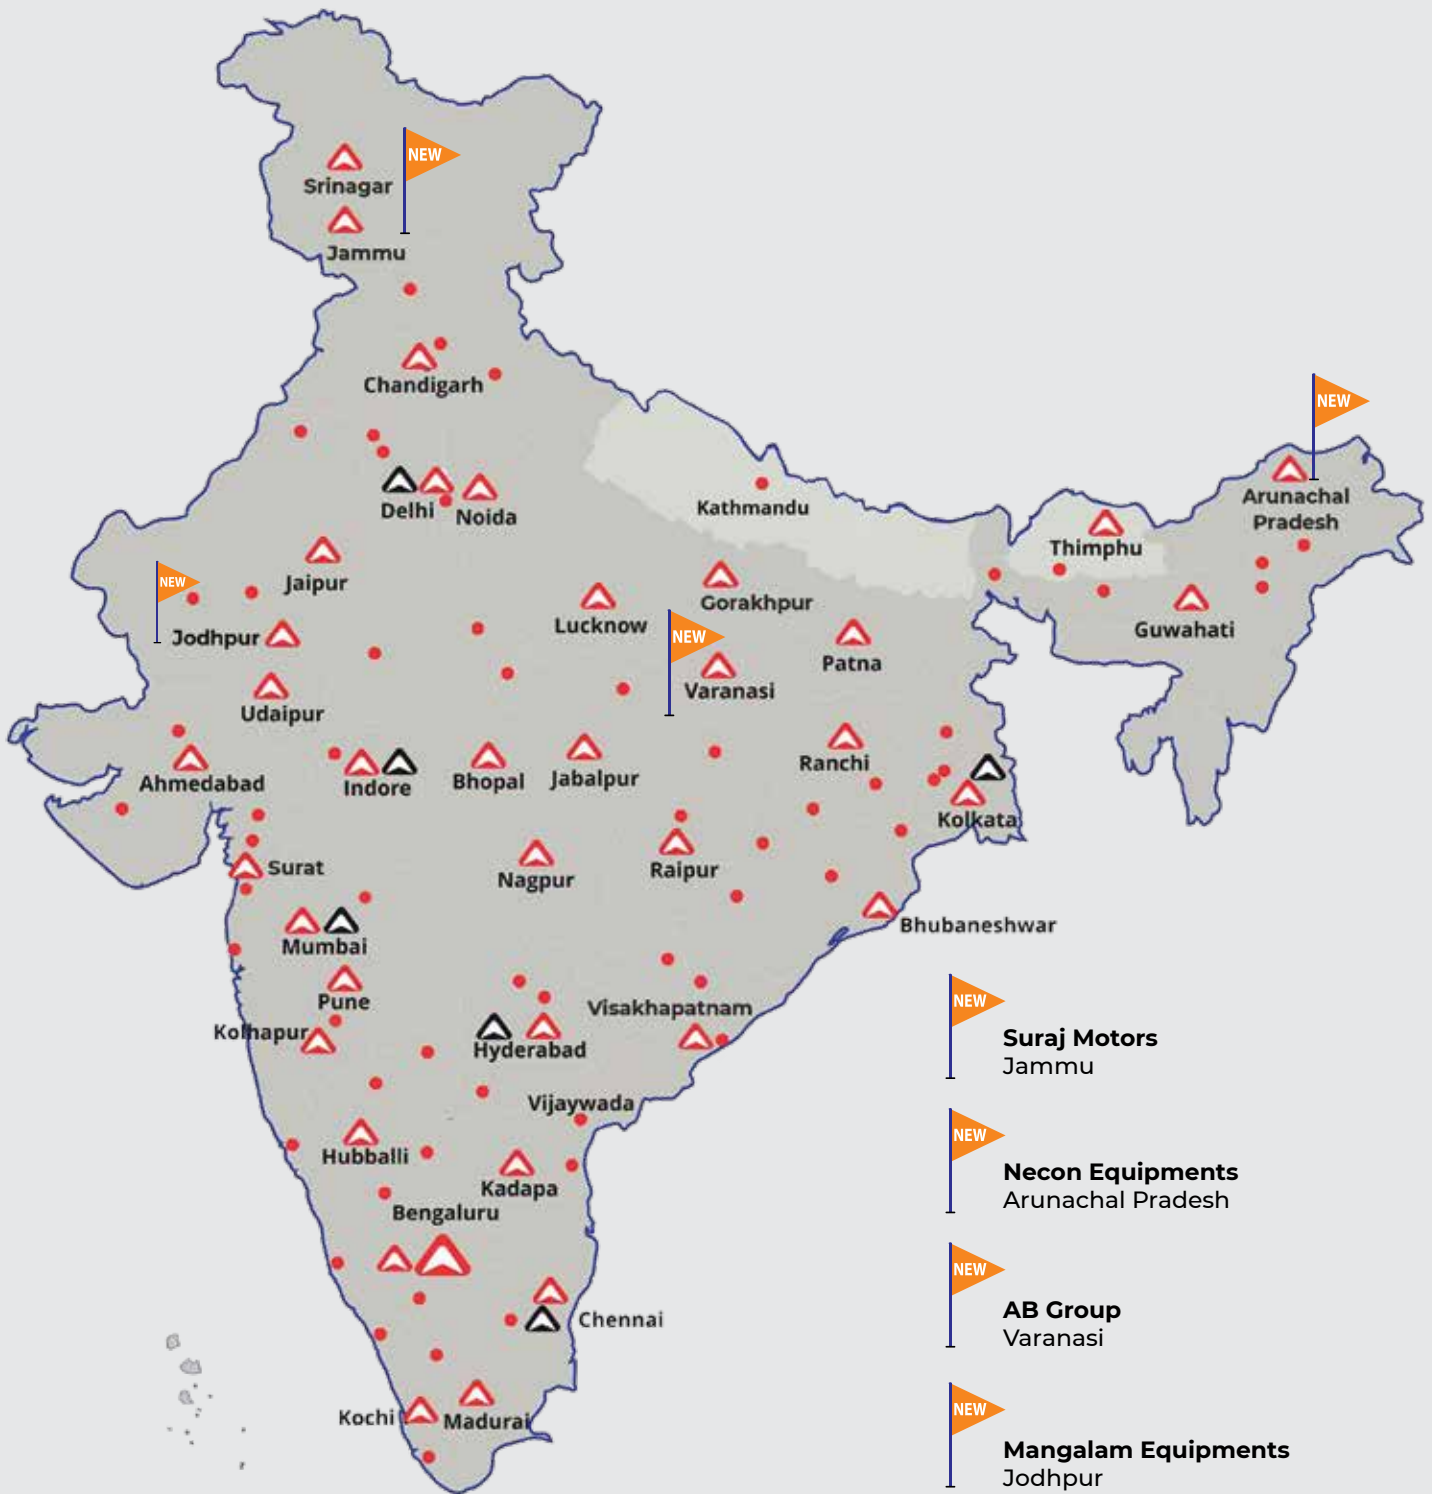 NEW
Srinagar
Jammu
Chandigarh
NEW
Delhi
Noida
Kathmandu
Arunachal
Pradesh
Thimphu
Jaipur
NEW
Gorakhpur
Lucknow
Guwahati
Jodhpur
NEW
Patna
Varanasi
Udaipur
Ranchi
Ahmedabad
Indore
Bhopal
Jabalpur
Kolkata
Surat
Nagpur
Raipur
Bhubaneshwar
Mumbai
Pune
Visakhapatnam
Kolhapur
Hyderabad
Vijaywada
Hubballi
Kadapa
Bengaluru
Chennai
Kochi
Madurai
NEW
Suraj Motors
Jammu
NEW
Necon Equipments
Arunachal Pradesh
NEW
AB Group
Varanasi
NEW
Mangalam Equipments
Jodhpur